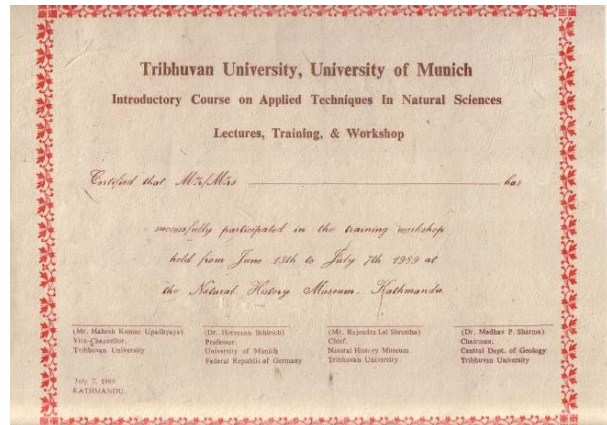 Tribhuvan University, University of Munich
Introductory Course on Applied Techniques In Natural Sciences
Lectures, Training, & Workshop
Certified that Mr./Mrs ____________ has
successfully participated in the training workshop
held from June 13th to July 7th 1989 at
the Natural History Museum. Kathmandu
(Mr. Mahesh Kumar Upadhyaya)
Vice-Chancellor,
Tribhuvan University
(Dr. Hermann Schleich)
Professor
University of Munich
Federal Republic of Germany
(Mr. Rajendra Lal Shrestha)
Chief.
Natural History Museum
Tribhuvan University
(Dr. Madhav P. Sharma)
Chairman,
Central Dept. of Geology
Tribhuvan University
July 7, 1989
KATHMANDU.